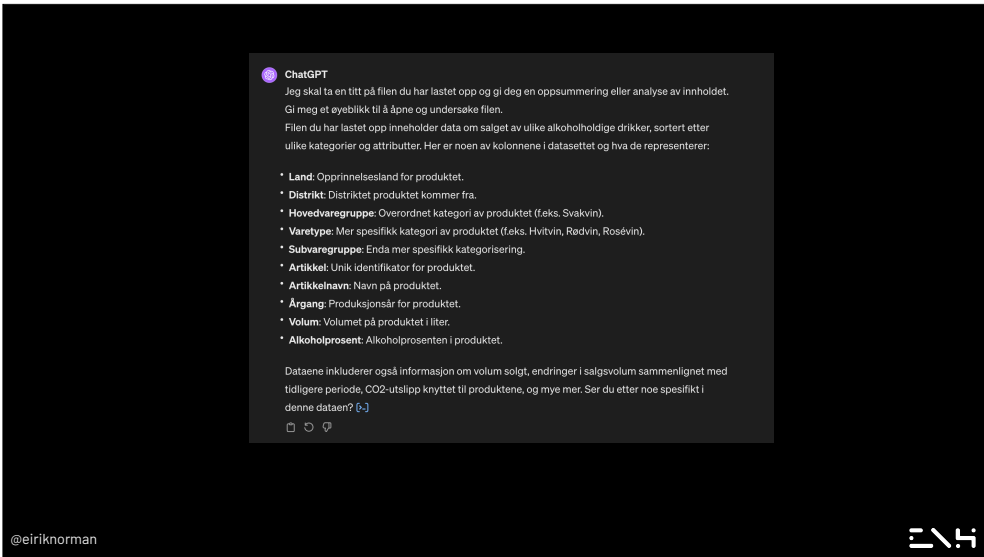 ChatGPT
Jeg skal ta en titt på filen du har lastet opp og gi deg en oppsummering eller analyse av innholdet.
Gi meg et øyeblikk til å åpne og undersøke filen.
Filen du har lastet opp inneholder data om salget av ulike alkoholholdige drikker, sortert etter
ulike kategorier og attributter. Her er noen av kolonnene i datasettet og hva de representerer:
• Land: Opprinnelsesland for produktet.
• Distrikt: Distriktet produktet kommer fra.
• Hovedvaregruppe: Overordnet kategori av produktet (f.eks. Svakvin).
• Varetype: Mer spesifikk kategori av produktet (f.eks. Hvitvin, Rødvin, Rosévin).
• Subvaregruppe: Enda mer spesifikk kategorisering.
• Artikkel: Unik identifikator for produktet.
• Artikkelnavn: Navn på produktet.
• Årgang: Produksjonsår for produktet.
• Volum: Volumet på produktet i liter.
• Alkoholprosent: Alkoholprosenten i produktet.
Dataene inkluderer også informasjon om volum solgt, endringer i salgsvolum sammenlignet med
tidligere periode, CO2-utslipp knyttet til produktene, og mye mer. Ser du etter noe spesifikt i
denne dataen? [>-]
@eiriknorman
ENH